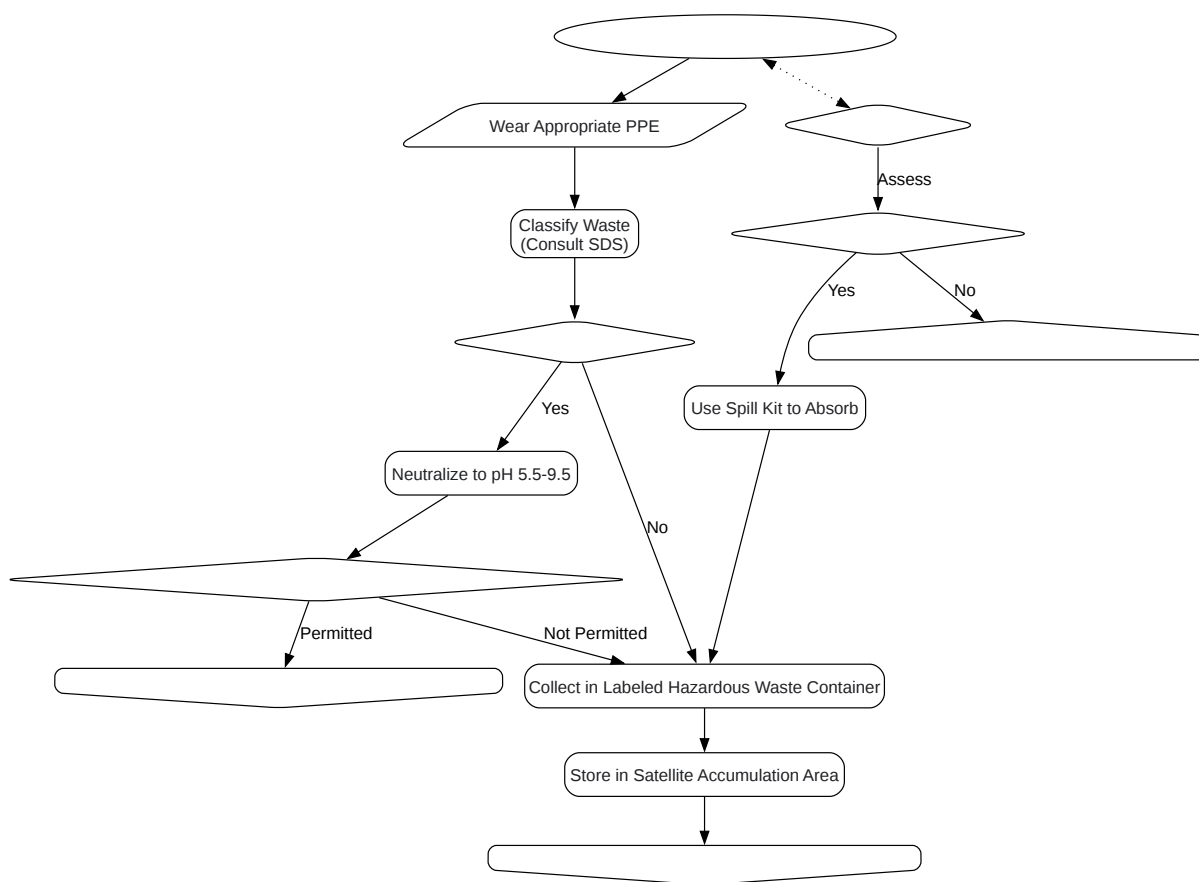 Wear Appropriate PPE
Assess
Classify Waste
(Consult SDS)
Yes
No
Use Spill Kit to Absorb
Yes
Neutralize to pH 5.5-9.5
No
Permitted
Not Permitted
Collect in Labeled Hazardous Waste Container
Store in Satellite Accumulation Area